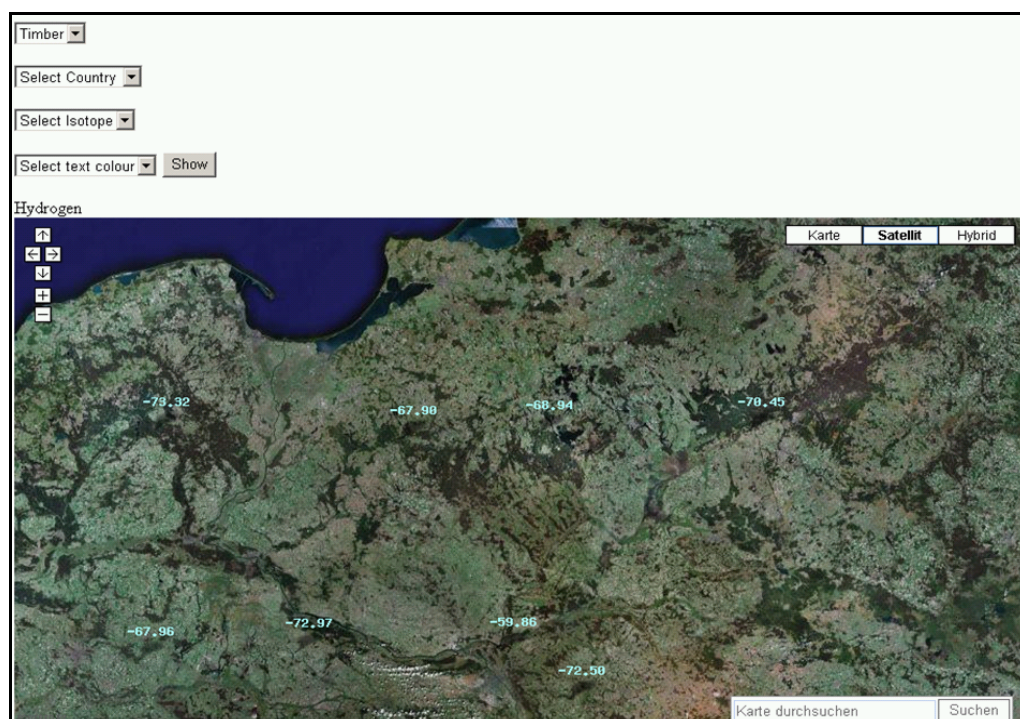 Timber
Select Country
Select Isotope
Select text colour Show
Hydrogen
Karte Satellit Hybrid
-73.32 -67.90 -68.94 -70.45
-67.96 -72.97 -59.86
-72.50
Karte durchsuchen Suchen